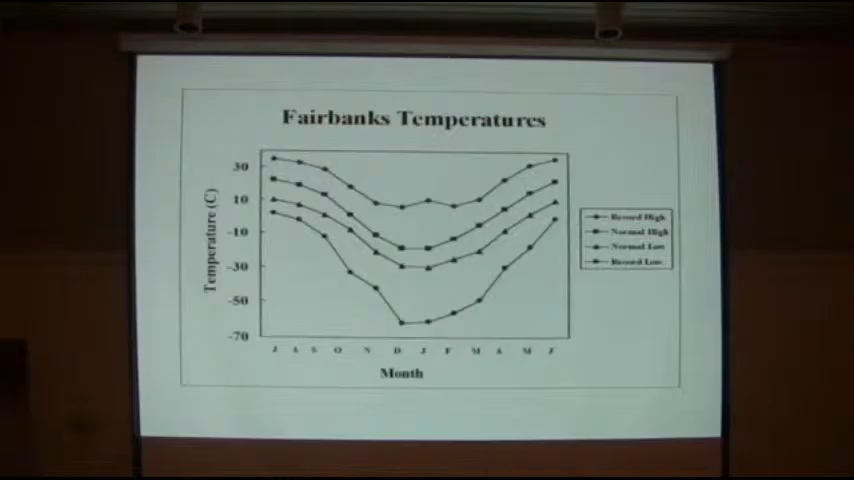 Fairbanks Temperatures
Temperature (C)
30
10
-10
-30
-50
-70
J A S O N D J F M A M J
Month
Record High
Normal High
Normal Low
Record Low